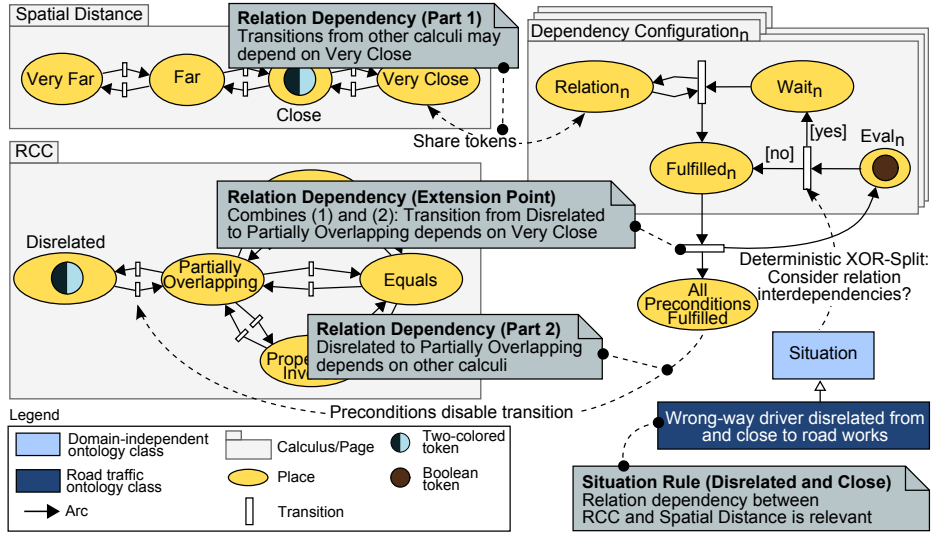 Spatial Distance
Very Far
Far
Close
Very Close
Relation Dependency (Part 1)
Transitions from other calculi may
depend on Very Close
Share tokens
Dependency Configurationn
Relationn
Waitn
[yes]
[no]
Evaln
Fulfilledn
RCC
Disrelated
Partially
Overlapping
Equals
Relation Dependency (Extension Point)
Combines (1) and (2): Transition from Disrelated
to Partially Overlapping depends on Very Close
All
Preconditions
Fulfilled
Deterministic XOR-Split:
Consider relation
interdependencies?
Relation Dependency (Part 2)
Disrelated to Partially Overlapping
depends on other calculi
Situation
Preconditions disable transition
Wrong-way driver disrelated from
and close to road works
Situation Rule (Disrelated and Close)
Relation dependency between
RCC and Spatial Distance is relevant
Legend
Domain-independent
ontology class
Road traffic
ontology class
Arc
Calculus/Page
Place
Transition
Two-colored
token
Boolean
token